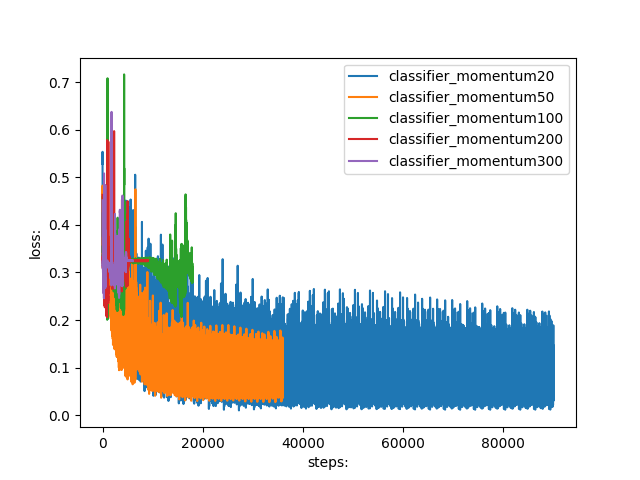 0.7
0.6
0.5
0.4
0.3
0.2
0.1
0.0
loss:
classifier_momentum20
classifier_momentum50
classifier_momentum100
classifier_momentum200
classifier_momentum300
0 20000 40000 60000 80000
steps: